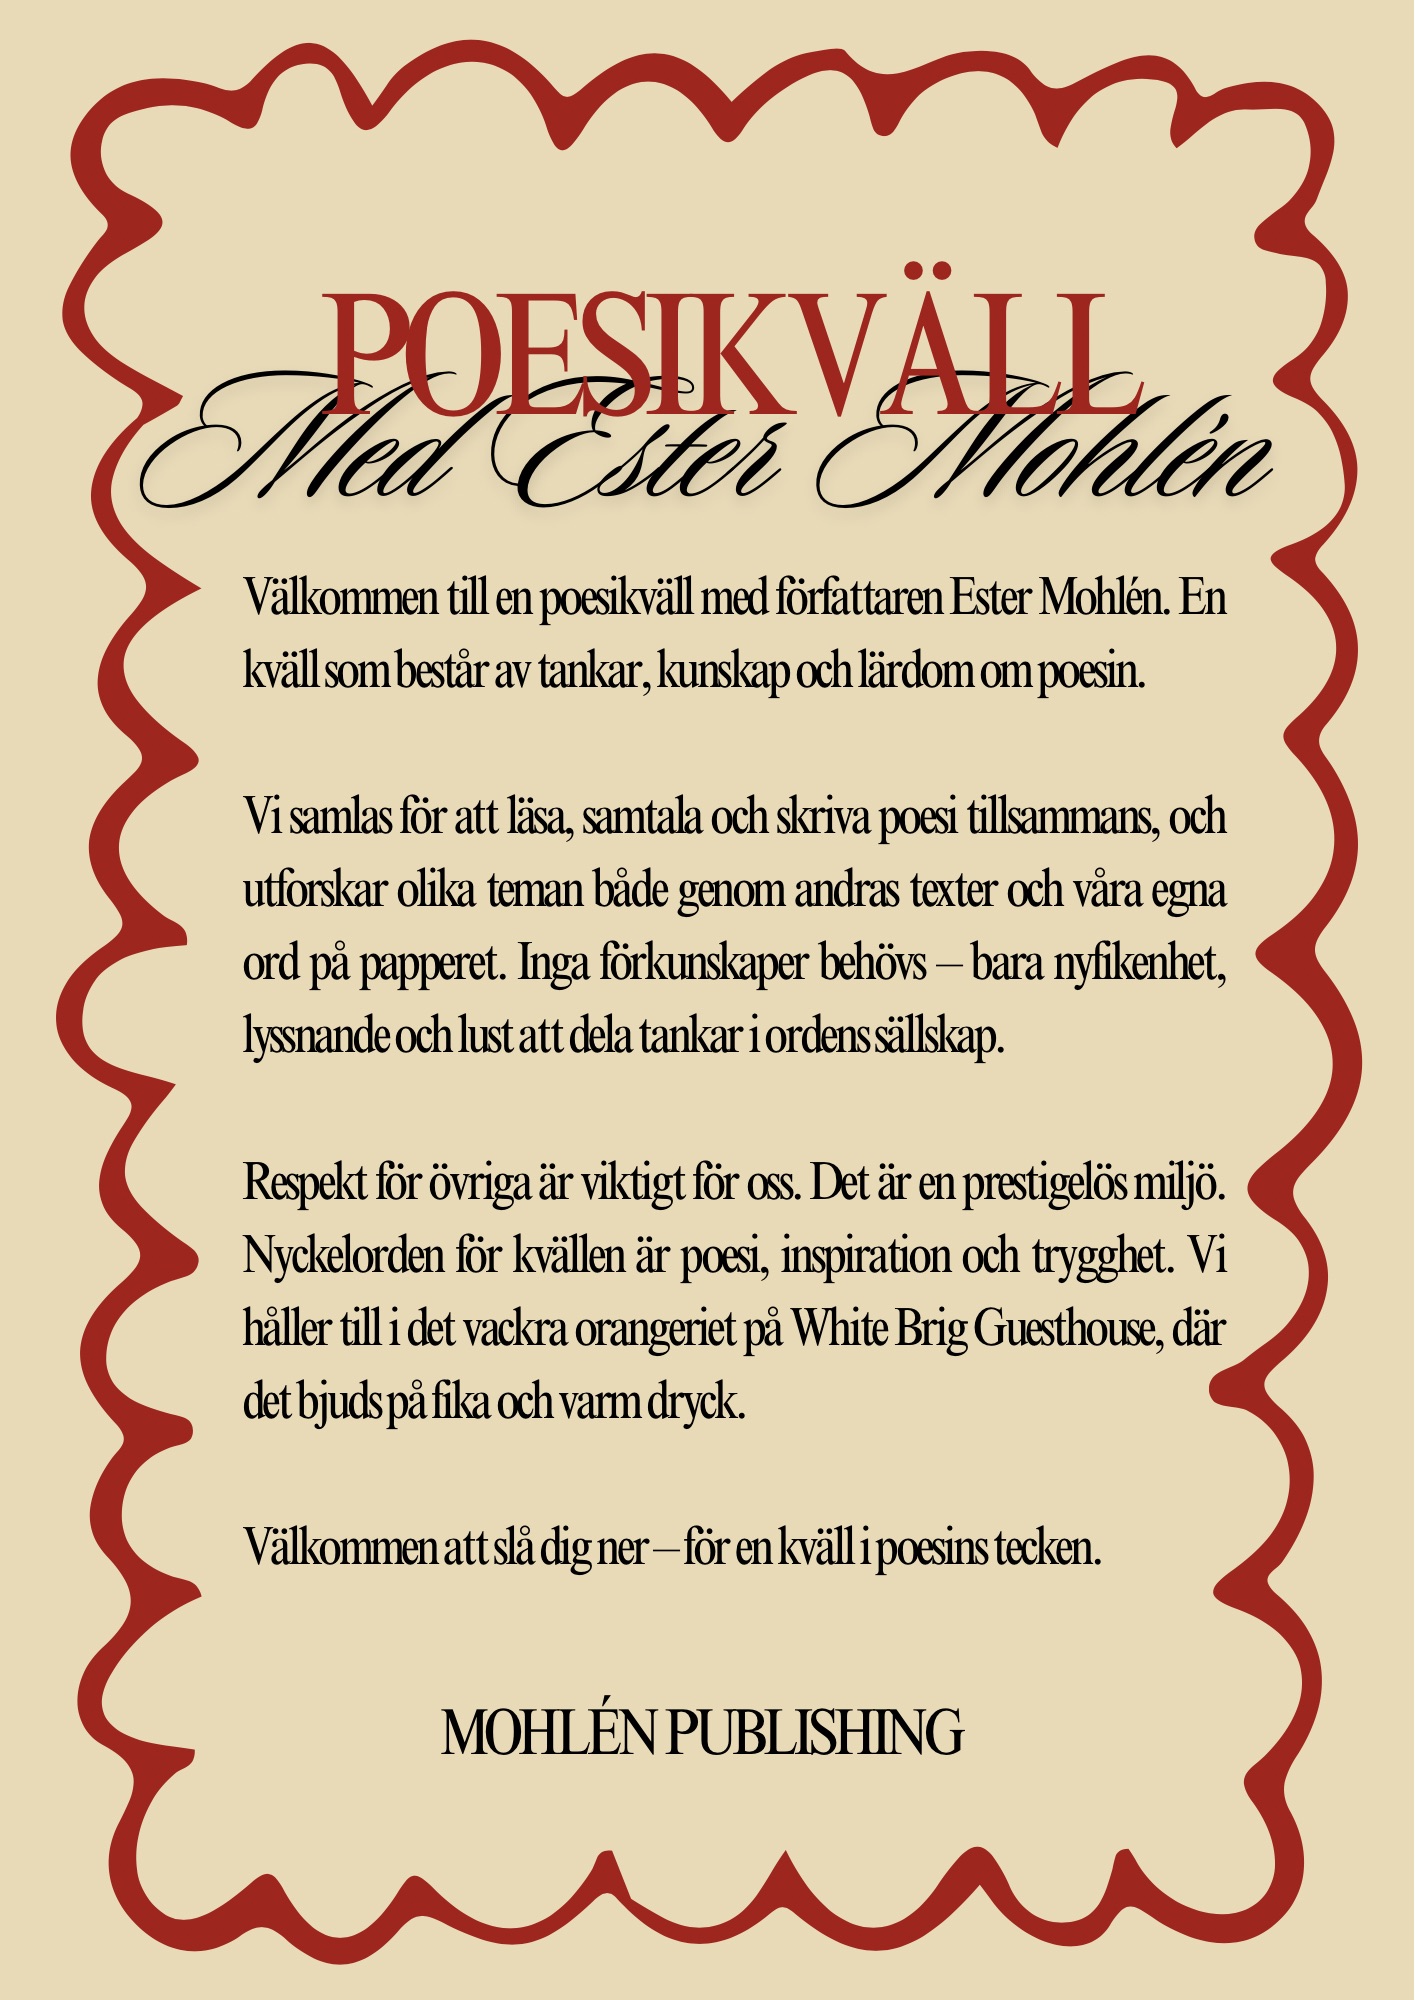 POESIKVÄLL
Med Ester Mohlén
Välkommen till en poesikväll med författaren Ester Mohlén. En
kväll som består av tankar, kunskap och lärdom om poesin.
Vi samlas för att läsa, samtala och skriva poesi tillsammans, och
utforskar olika teman både genom andras texter och våra egna
ord på papperet. Inga förkunskaper behövs – bara nyfikenhet,
lyssnande och lust att dela tankar i ordens sällskap.
Respekt för övriga är viktigt för oss. Det är en prestigelös miljö.
Nyckelorden för kvällen är poesi, inspiration och trygghet. Vi
håller till i det vackra orangeriet på White Brig Guesthouse, där
det bjuds på fika och varm dryck.
Välkommen att slå dig ner – för en kväll i poesins tecken.
MOHLÉN PUBLISHING